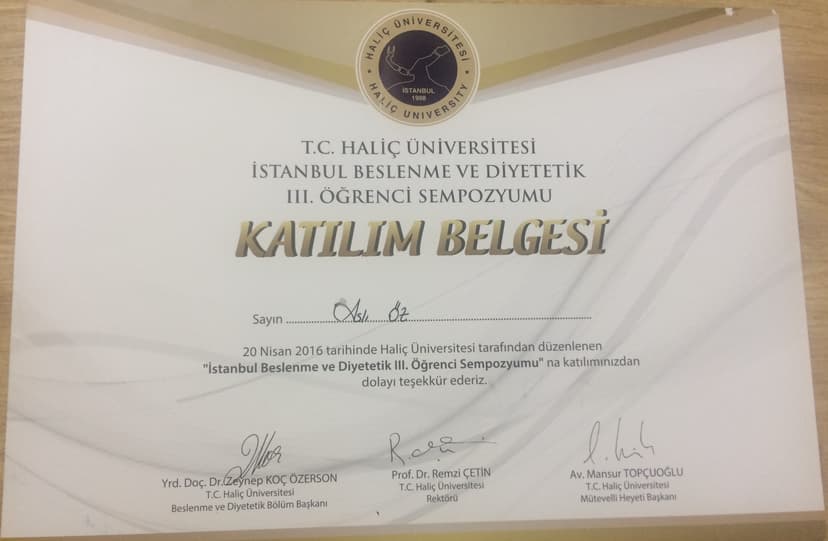 HALİÇ ÜNİVERSİTESİ
İSTANBUL
1998
HALİÇ UNIVERSITY
T.C. HALİÇ ÜNİVERSİTESİ
İSTANBUL BESLENME VE DİYETETİK
III. ÖĞRENCİ SEMPOZYUMU
KATILIM BELGESİ
Sayın Aslı Öz
20 Nisan 2016 tarihinde Haliç Üniversitesi tarafından düzenlenen
"İstanbul Beslenme ve Diyetetik III. Öğrenci Sempozyumu" na katılımınızdan
dolayı teşekkür ederiz.
Yrd. Doç. Dr. Zeynep KOÇ ÖZERSON
T.C. Haliç Üniversitesi
Beslenme ve Diyetetik Bölüm Başkanı
Prof. Dr. Remzi ÇETİN
T.C. Haliç Üniversitesi
Rektörü
Av. Mansur TOPÇUOĞLU
T.C. Haliç Üniversitesi
Mütevelli Heyeti Başkanı